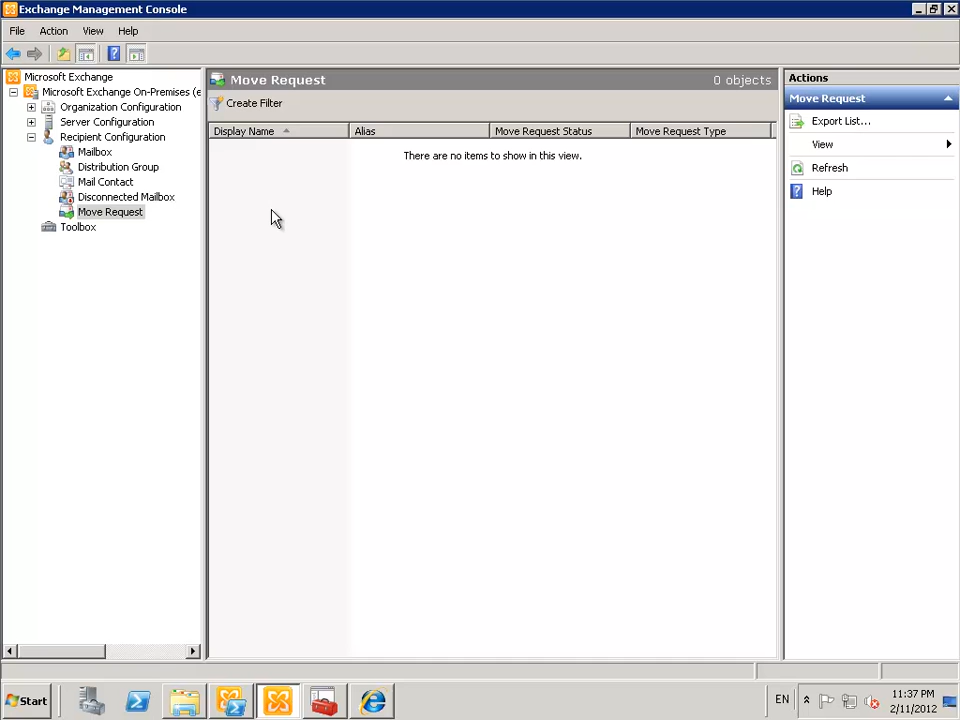 Exchange Management Console
File Action View Help
Microsoft Exchange
Microsoft Exchange On-Premises (e
Organization Configuration
Server Configuration
Recipient Configuration
Mailbox
Distribution Group
Mail Contact
Disconnected Mailbox
Move Request
Toolbox
Move Request 0 objects
Create Filter
Display Name Alias Move Request Status Move Request Type
There are no items to show in this view.
Actions
Move Request
Export List...
View
Refresh
Help
Start
EN
11:37 PM
2/11/2012